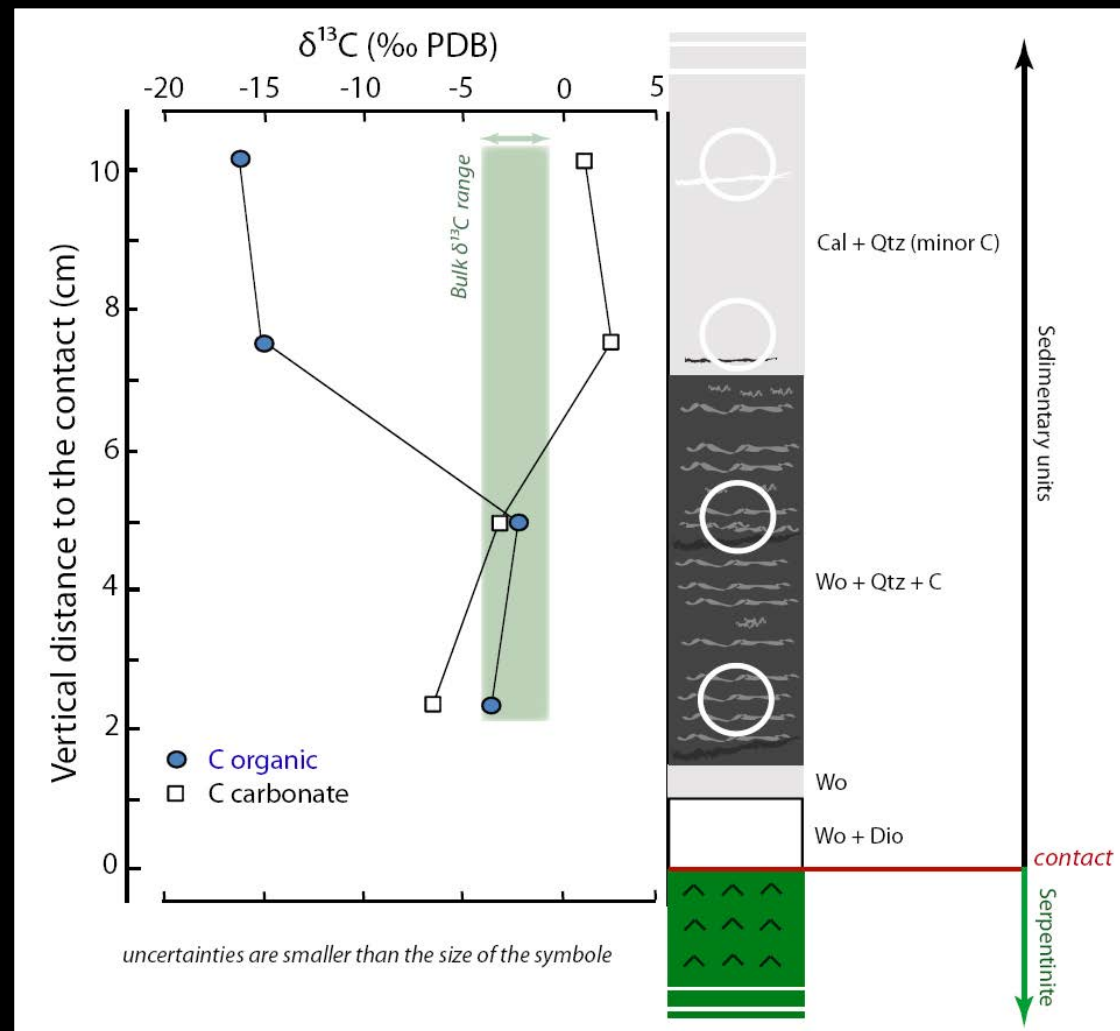 δ¹³C (‰ PDB)
-20 -15 -10 -5 0 5
Vertical distance to the contact (cm)
10
8
6
4
2
0
Bulk δ¹³C range
C organic
C carbonate
uncertainties are smaller than the size of the symbole
Cal + Qtz (minor C)
Wo + Qtz + C
Wo
Wo + Dio
contact
Sedimentary units
Serpentinite